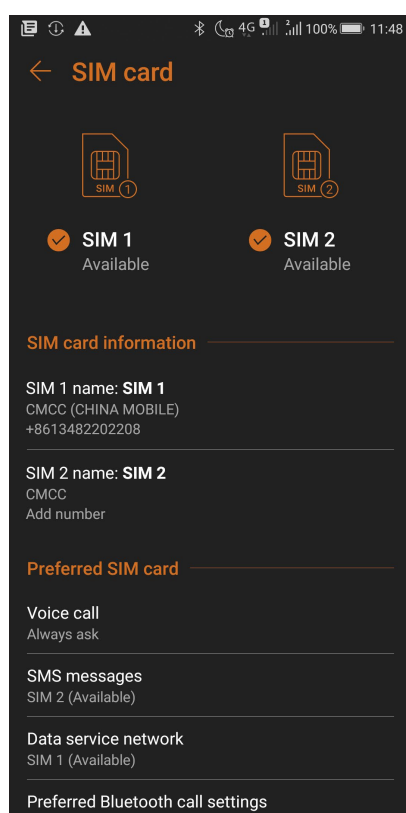 4G 1 2 100% 11:48
SIM card
SIM 1 SIM 2
SIM 1 SIM 2
Available Available
SIM card information
SIM 1 name: SIM 1
CMCC (CHINA MOBILE)
+8613482202208
SIM 2 name: SIM 2
CMCC
Add number
Preferred SIM card
Voice call
Always ask
SMS messages
SIM 2 (Available)
Data service network
SIM 1 (Available)
Preferred Bluetooth call settings